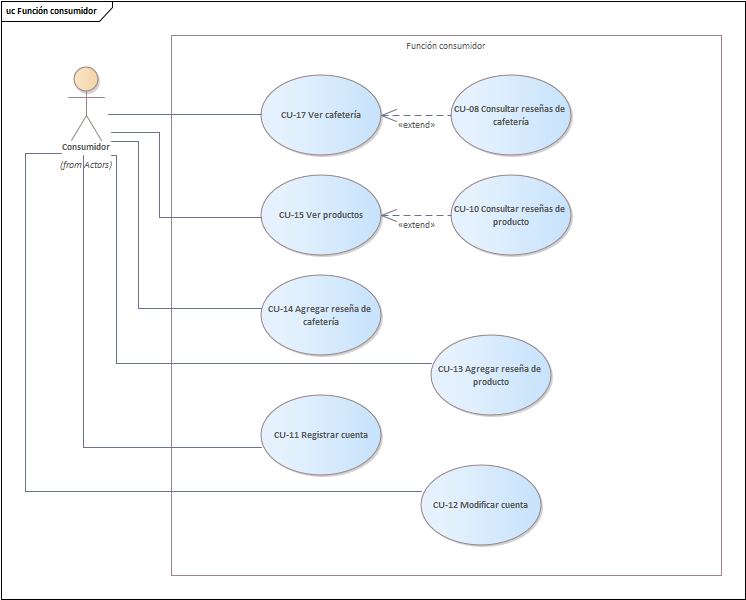 uc Función consumidor
Función consumidor
CU-17 Ver cafetería
«extend»
CU-08 Consultar reseñas de
cafetería
Consumidor
(from Actors)
CU-15 Ver productos
«extend»
CU-10 Consultar reseñas de
producto
CU-14 Agregar reseña de
cafetería
CU-13 Agregar reseña de
producto
CU-11 Registrar cuenta
CU-12 Modificar cuenta